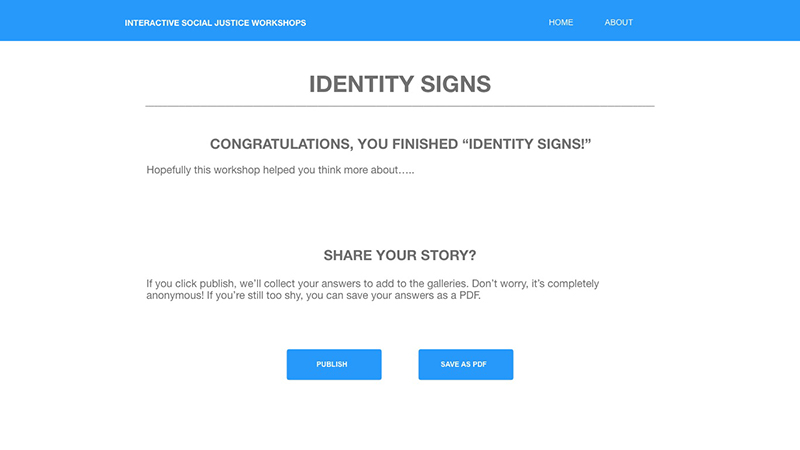 INTERACTIVE SOCIAL JUSTICE WORKSHOPS HOME ABOUT
IDENTITY SIGNS
CONGRATULATIONS, YOU FINISHED “IDENTITY SIGNS!”
Hopefully this workshop helped you think more about…..
SHARE YOUR STORY?
If you click publish, we’ll collect your answers to add to the galleries. Don’t worry, it’s completely
anonymous! If you’re still too shy, you can save your answers as a PDF.
PUBLISH SAVE AS PDF